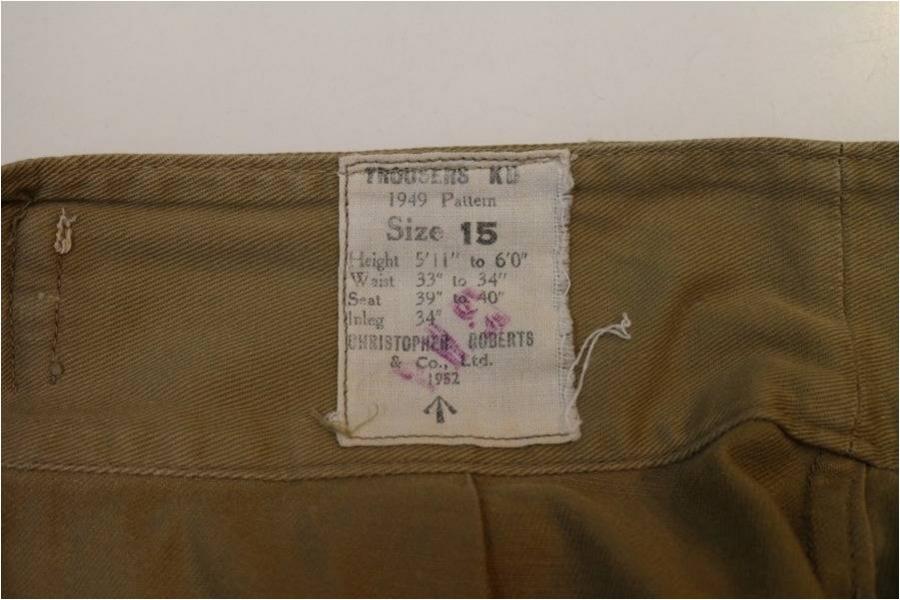 TROUSERS KD
1949 Pattern
Size 15
Height 5'11" to 6'0"
Waist 33" to 34"
Seat 39" to 40"
Inleg 34"
CHRISTOPHER ROBERTS
& Co., Ltd.
1952